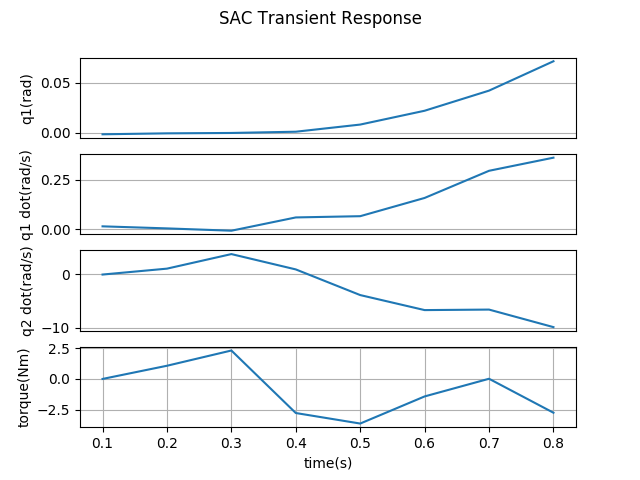 SAC Transient Response
q1(rad)
0.05
0.00
q1 dot(rad/s)
0.25
0.00
q2 dot(rad/s)
0
−10
torque(Nm)
2.5
0.0
−2.5
0.1 0.2 0.3 0.4 0.5 0.6 0.7 0.8
time(s)